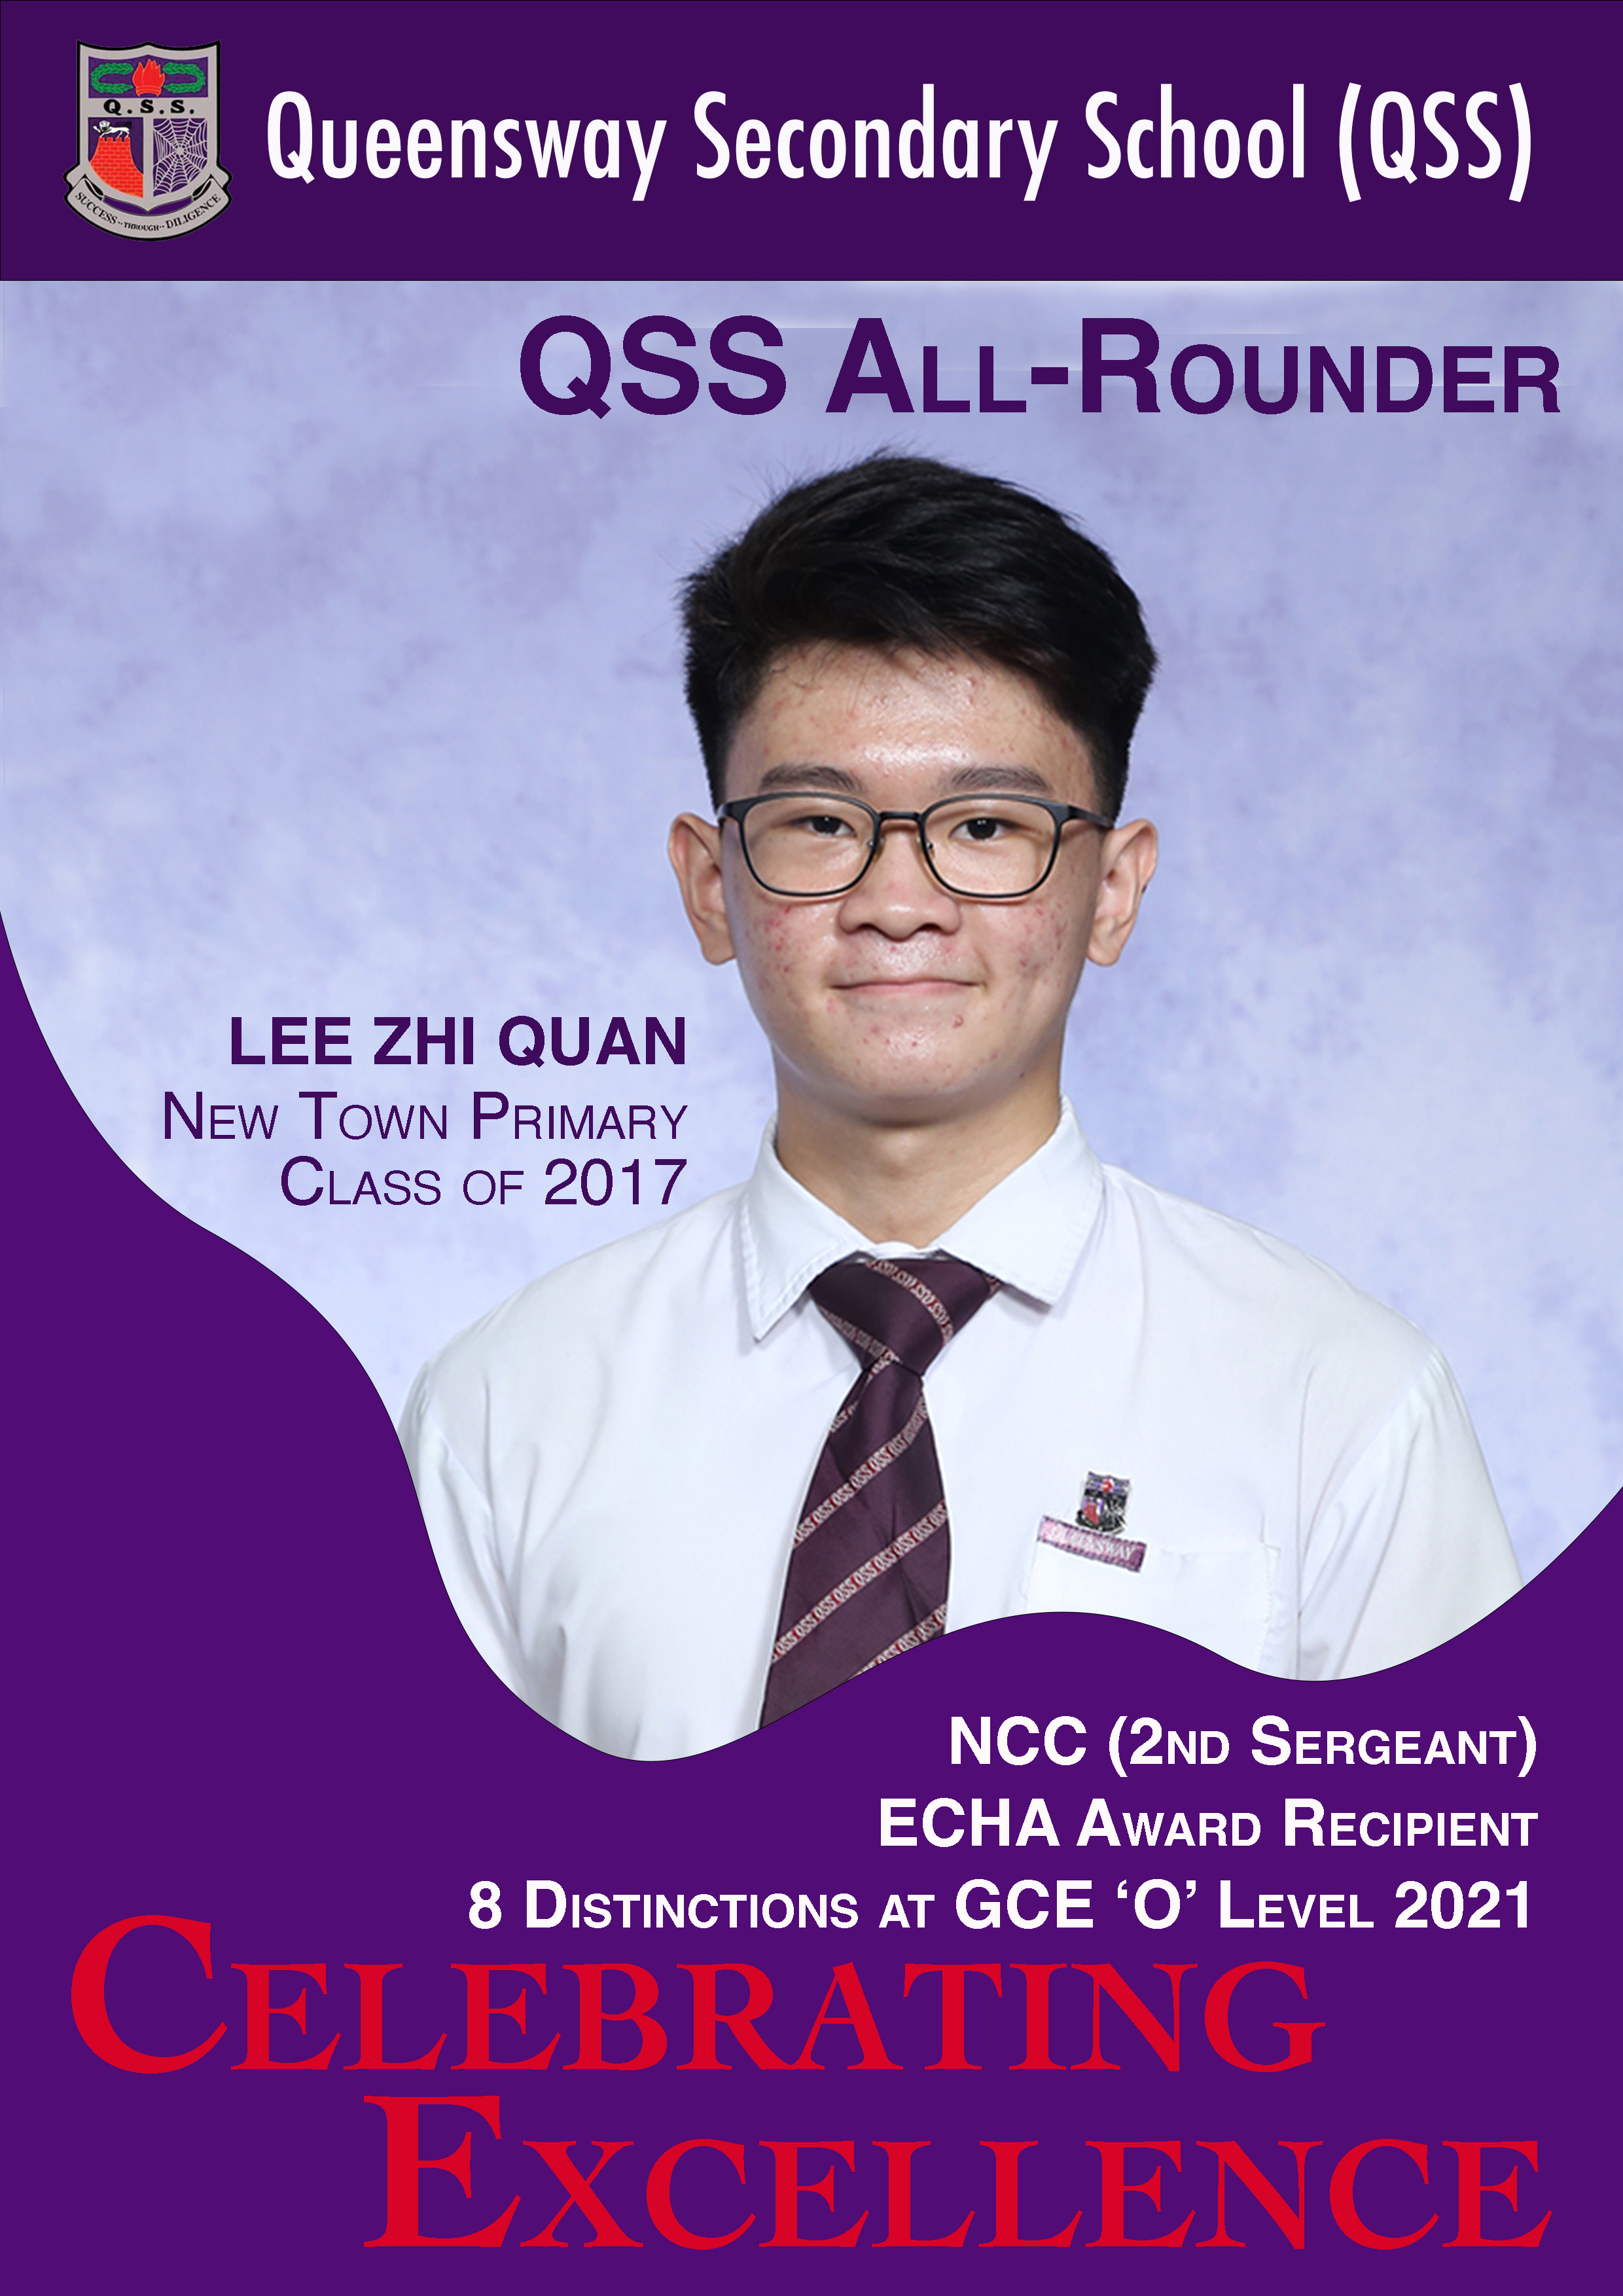 Q.S.S.
SUCCESS··THROUGH··DILIGENCE
Queensway Secondary School (QSS)
QSS ALL-ROUNDER
LEE ZHI QUAN
NEW TOWN PRIMARY
CLASS OF 2017
QUEENSWAY
NCC (2ND SERGEANT)
ECHA AWARD RECIPIENT
8 DISTINCTIONS AT GCE ‘O’ LEVEL 2021
CELEBRATING
EXCELLENCE